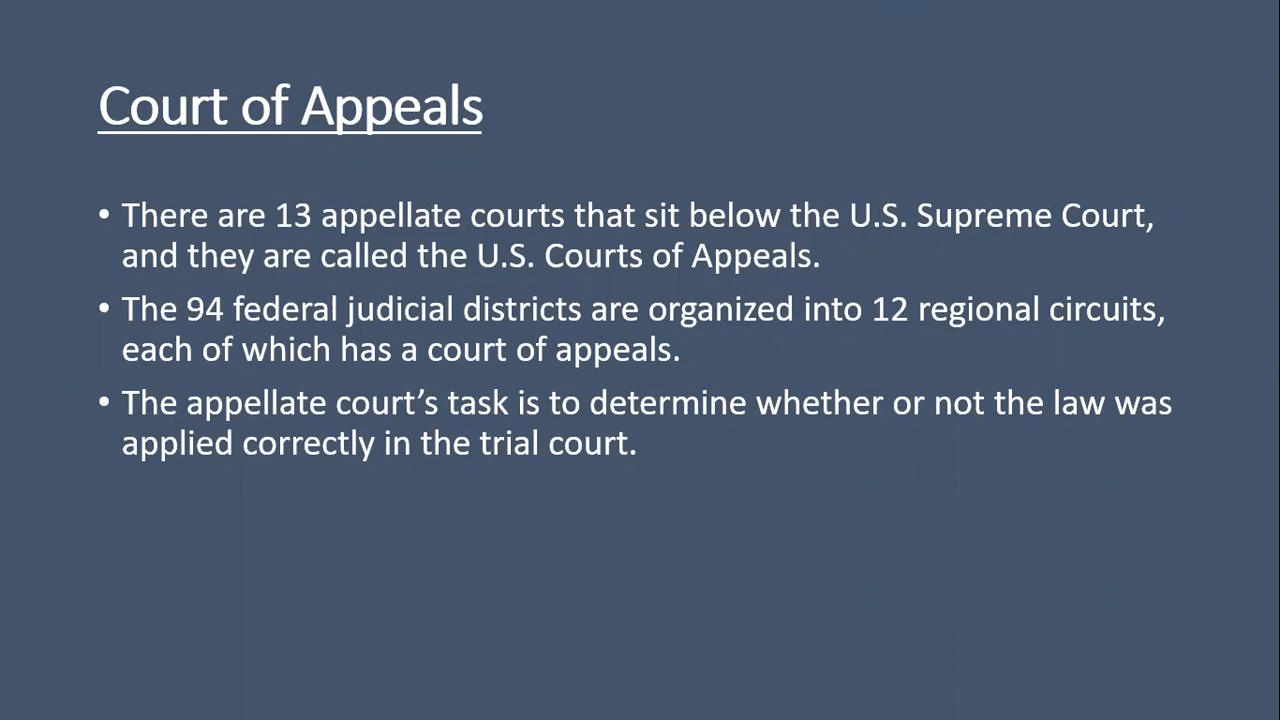 Court of Appeals
• There are 13 appellate courts that sit below the U.S. Supreme Court,
and they are called the U.S. Courts of Appeals.
• The 94 federal judicial districts are organized into 12 regional circuits,
each of which has a court of appeals.
• The appellate court’s task is to determine whether or not the law was
applied correctly in the trial court.